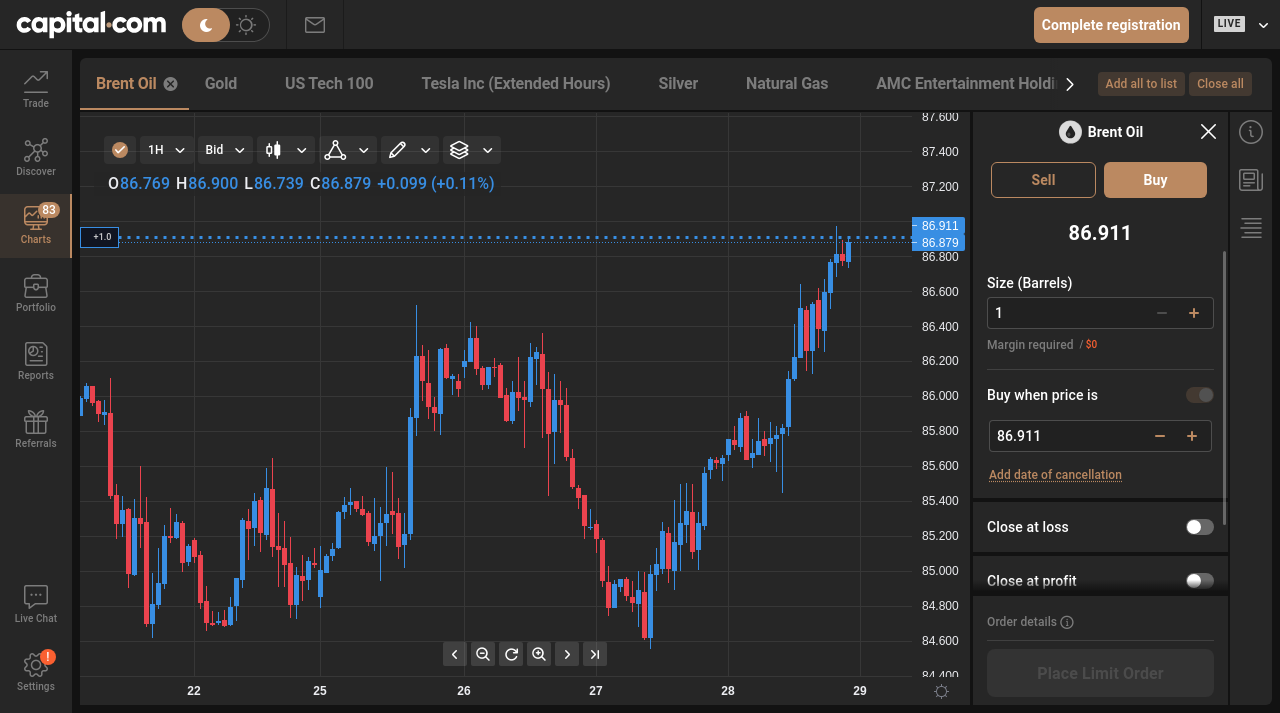 capital.com
Complete registration
LIVE
Trade
Discover
83
Charts
Portfolio
Reports
Referrals
Live Chat
!
Settings
Brent Oil
Gold
US Tech 100
Tesla Inc (Extended Hours)
Silver
Natural Gas
AMC Entertainment Holdi
Add all to list
Close all
1H
Bid
O86.769 H86.900 L86.739 C86.879 +0.099 (+0.11%)
+1.0
87.600
87.400
87.200
86.911
86.879
86.800
86.600
86.400
86.200
86.000
85.800
85.600
85.400
85.200
85.000
84.800
84.600
84.400
22
25
26
27
28
29
Brent Oil
Sell
Buy
86.911
Size (Barrels)
1
Margin required / $0
Buy when price is
86.911
Add date of cancellation
Close at loss
Close at profit
Order details
Place Limit Order